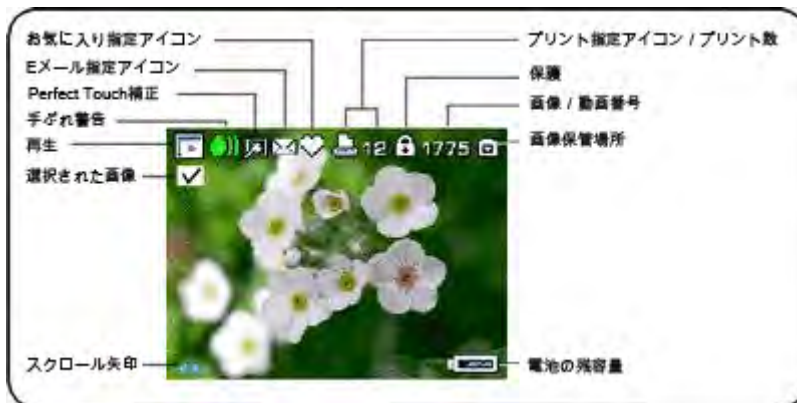 お気に入り指定アイコン
Eメール指定アイコン
Perfect Touch補正
手ぶれ警告
再生
選択された画像
スクロール矢印
プリント指定アイコン / プリント数
保護
画像 / 動画番号
画像保管場所
電池の残容量
12
1775